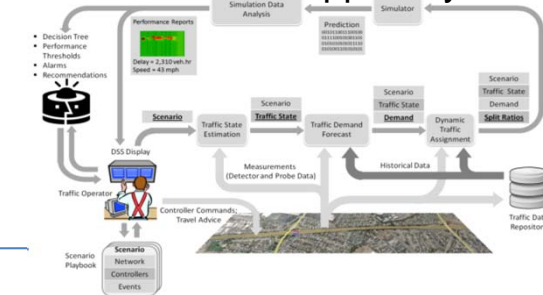 Simulation Data
Analysis
Simulator
Performance Reports
Delay = 2,310 veh.hr
Speed = 43 mph
Prediction
Decision Tree
Performance
Thresholds
Alarms
Recommendations
Scenario
Traffic State
Estimation
Scenario
Traffic State
Traffic Demand
Forecast
Scenario
Traffic State
Demand
Dynamic
Traffic
Assignment
Scenario
Traffic State
Demand
Split Ratios
DSS Display
Traffic Operator
Measurements
(Detector and Probe Data)
Historical Data
Controller Commands;
Travel Advice
Scenario
Playbook
Scenario
Network
Controllers
Events